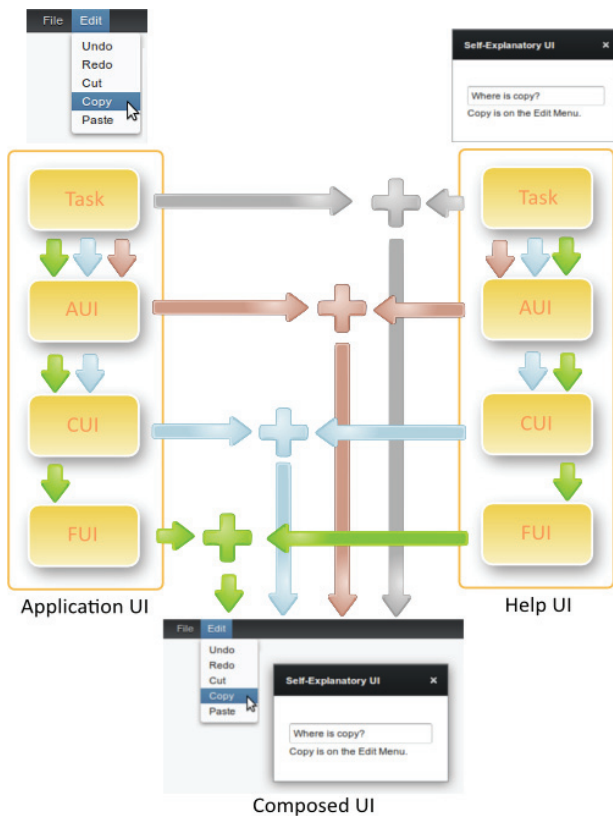 File Edit
Undo
Redo
Cut
Copy
Paste
Self-Explanatory UI ×
Where is copy?
Copy is on the Edit Menu.
Task
AUI
CUI
FUI
Application UI
Task
AUI
CUI
FUI
Help UI
File Edit
Undo
Redo
Cut
Copy
Paste
Self-Explanatory UI ×
Where is copy?
Copy is on the Edit Menu.
Composed UI